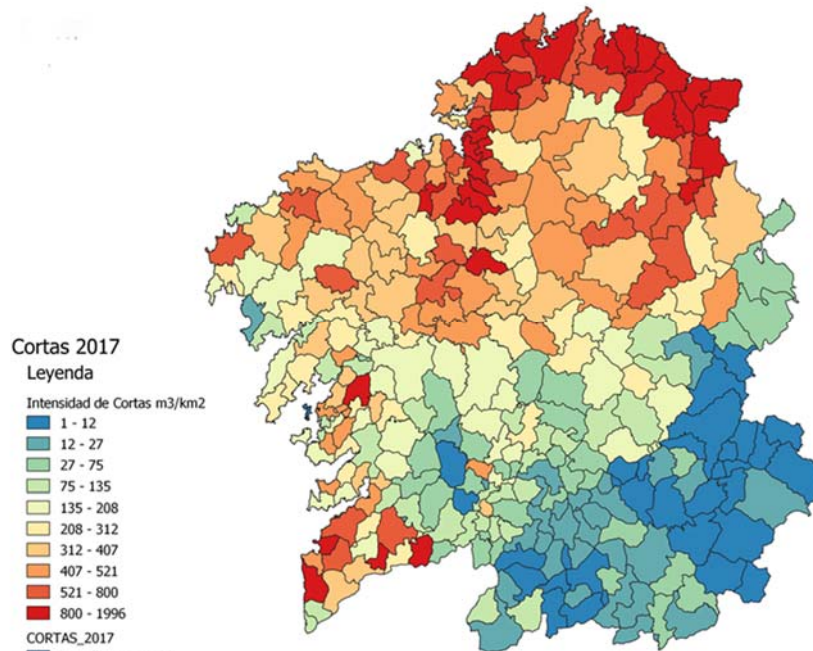 Cortas 2017
Leyenda
Intensidad de Cortas m3/km2
1 - 12
12 - 27
27 - 75
75 - 135
135 - 208
208 - 312
312 - 407
407 - 521
521 - 800
800 - 1996
CORTAS_2017